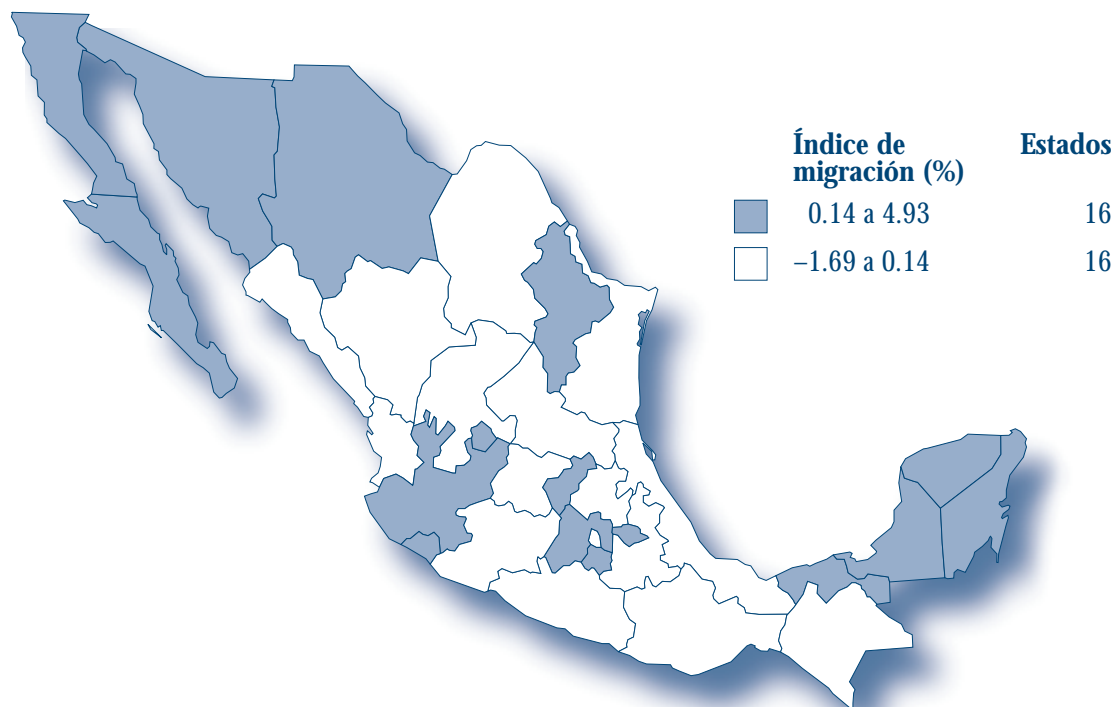 Índice de migración (%) Estados
0.14 a 4.93 16
−1.69 a 0.14 16